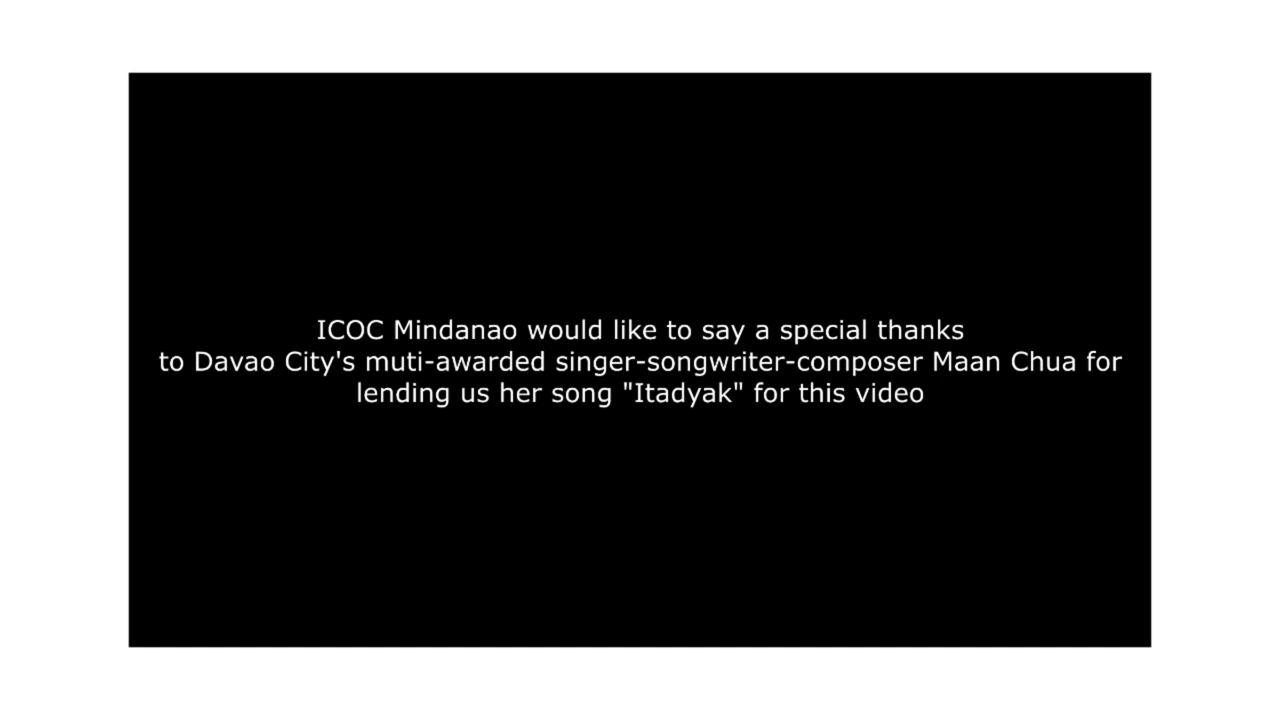 ICOC Mindanao would like to say a special thanks
to Davao City's muti-awarded singer-songwriter-composer Maan Chua for
lending us her song "Itadyak" for this video